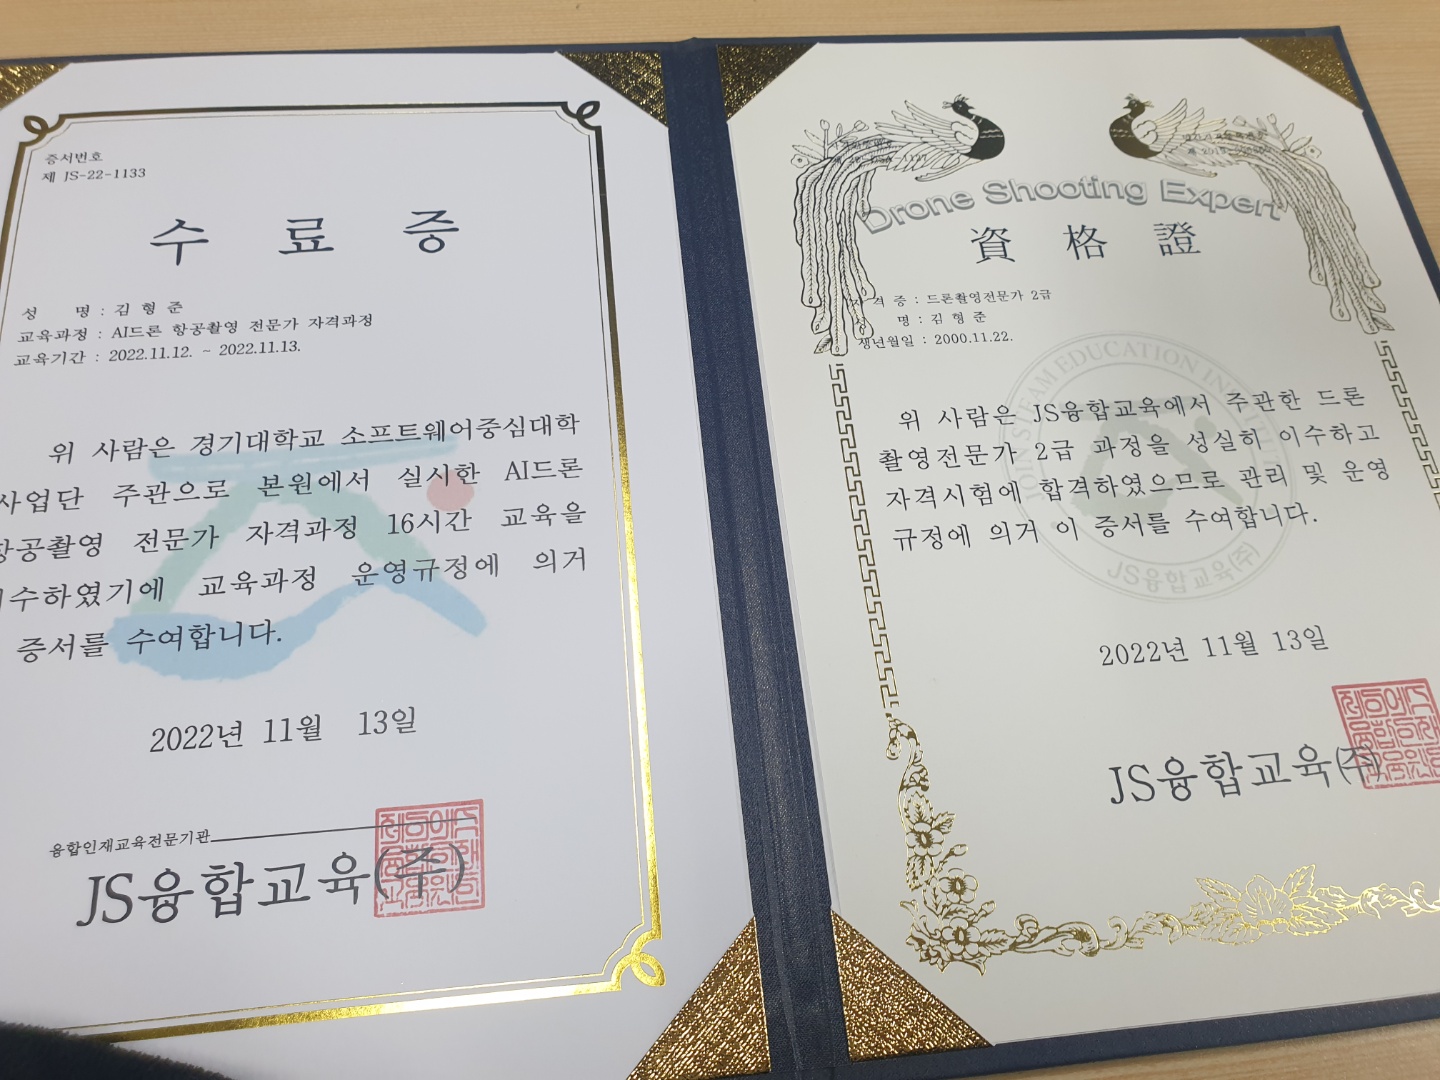 증서번호
제 JS-22-1133
수 료 증
성 명 : 김 형 준
교육과정 : AI드론 항공촬영 전문가 자격과정
교육기간 : 2022.11.12. ~ 2022.11.13.
위 사람은 경기대학교 소프트웨어중심대학
사업단 주관으로 본원에서 실시한 AI드론
항공촬영 전문가 자격과정 16시간 교육을
이수하였기에 교육과정 운영규정에 의거
증서를 수여합니다.
2022년 11월 13일
융합인재교육전문기관
JS융합교육(주)
Drone Shooting Expert
資 格 證
자 격 증 : 드론촬영전문가 2급
성 명 : 김 형 준
생년월일 : 2000.11.22.
위 사람은 JS융합교육에서 주관한 드론
촬영전문가 2급 과정을 성실히 이수하고
자격시험에 합격하였으므로 관리 및 운영
규정에 의거 이 증서를 수여합니다.
JS융합교육(주)
2022년 11월 13일
JS융합교육(주)